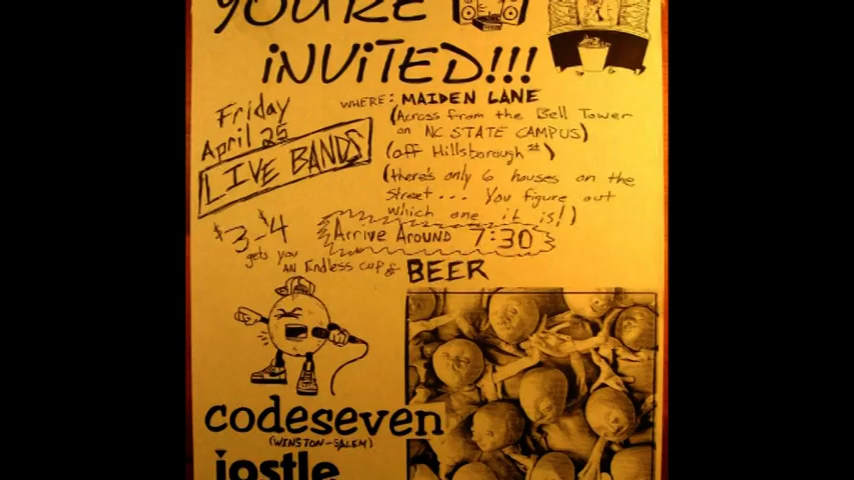 YOU'RE
iNViTED!!!
Friday
April 25
LIVE BANDS
WHERE: MAIDEN LANE
(Across from the Bell Tower
on NC STATE CAMPUS)
(off Hillsborough st)
(there's only 6 houses on the
street... You figure out
which one it is!)
$3-$4
gets you
AN Endless cup of BEER
Arrive Around 7:30
codeseven
(WINSTON-SALEM)
jostle